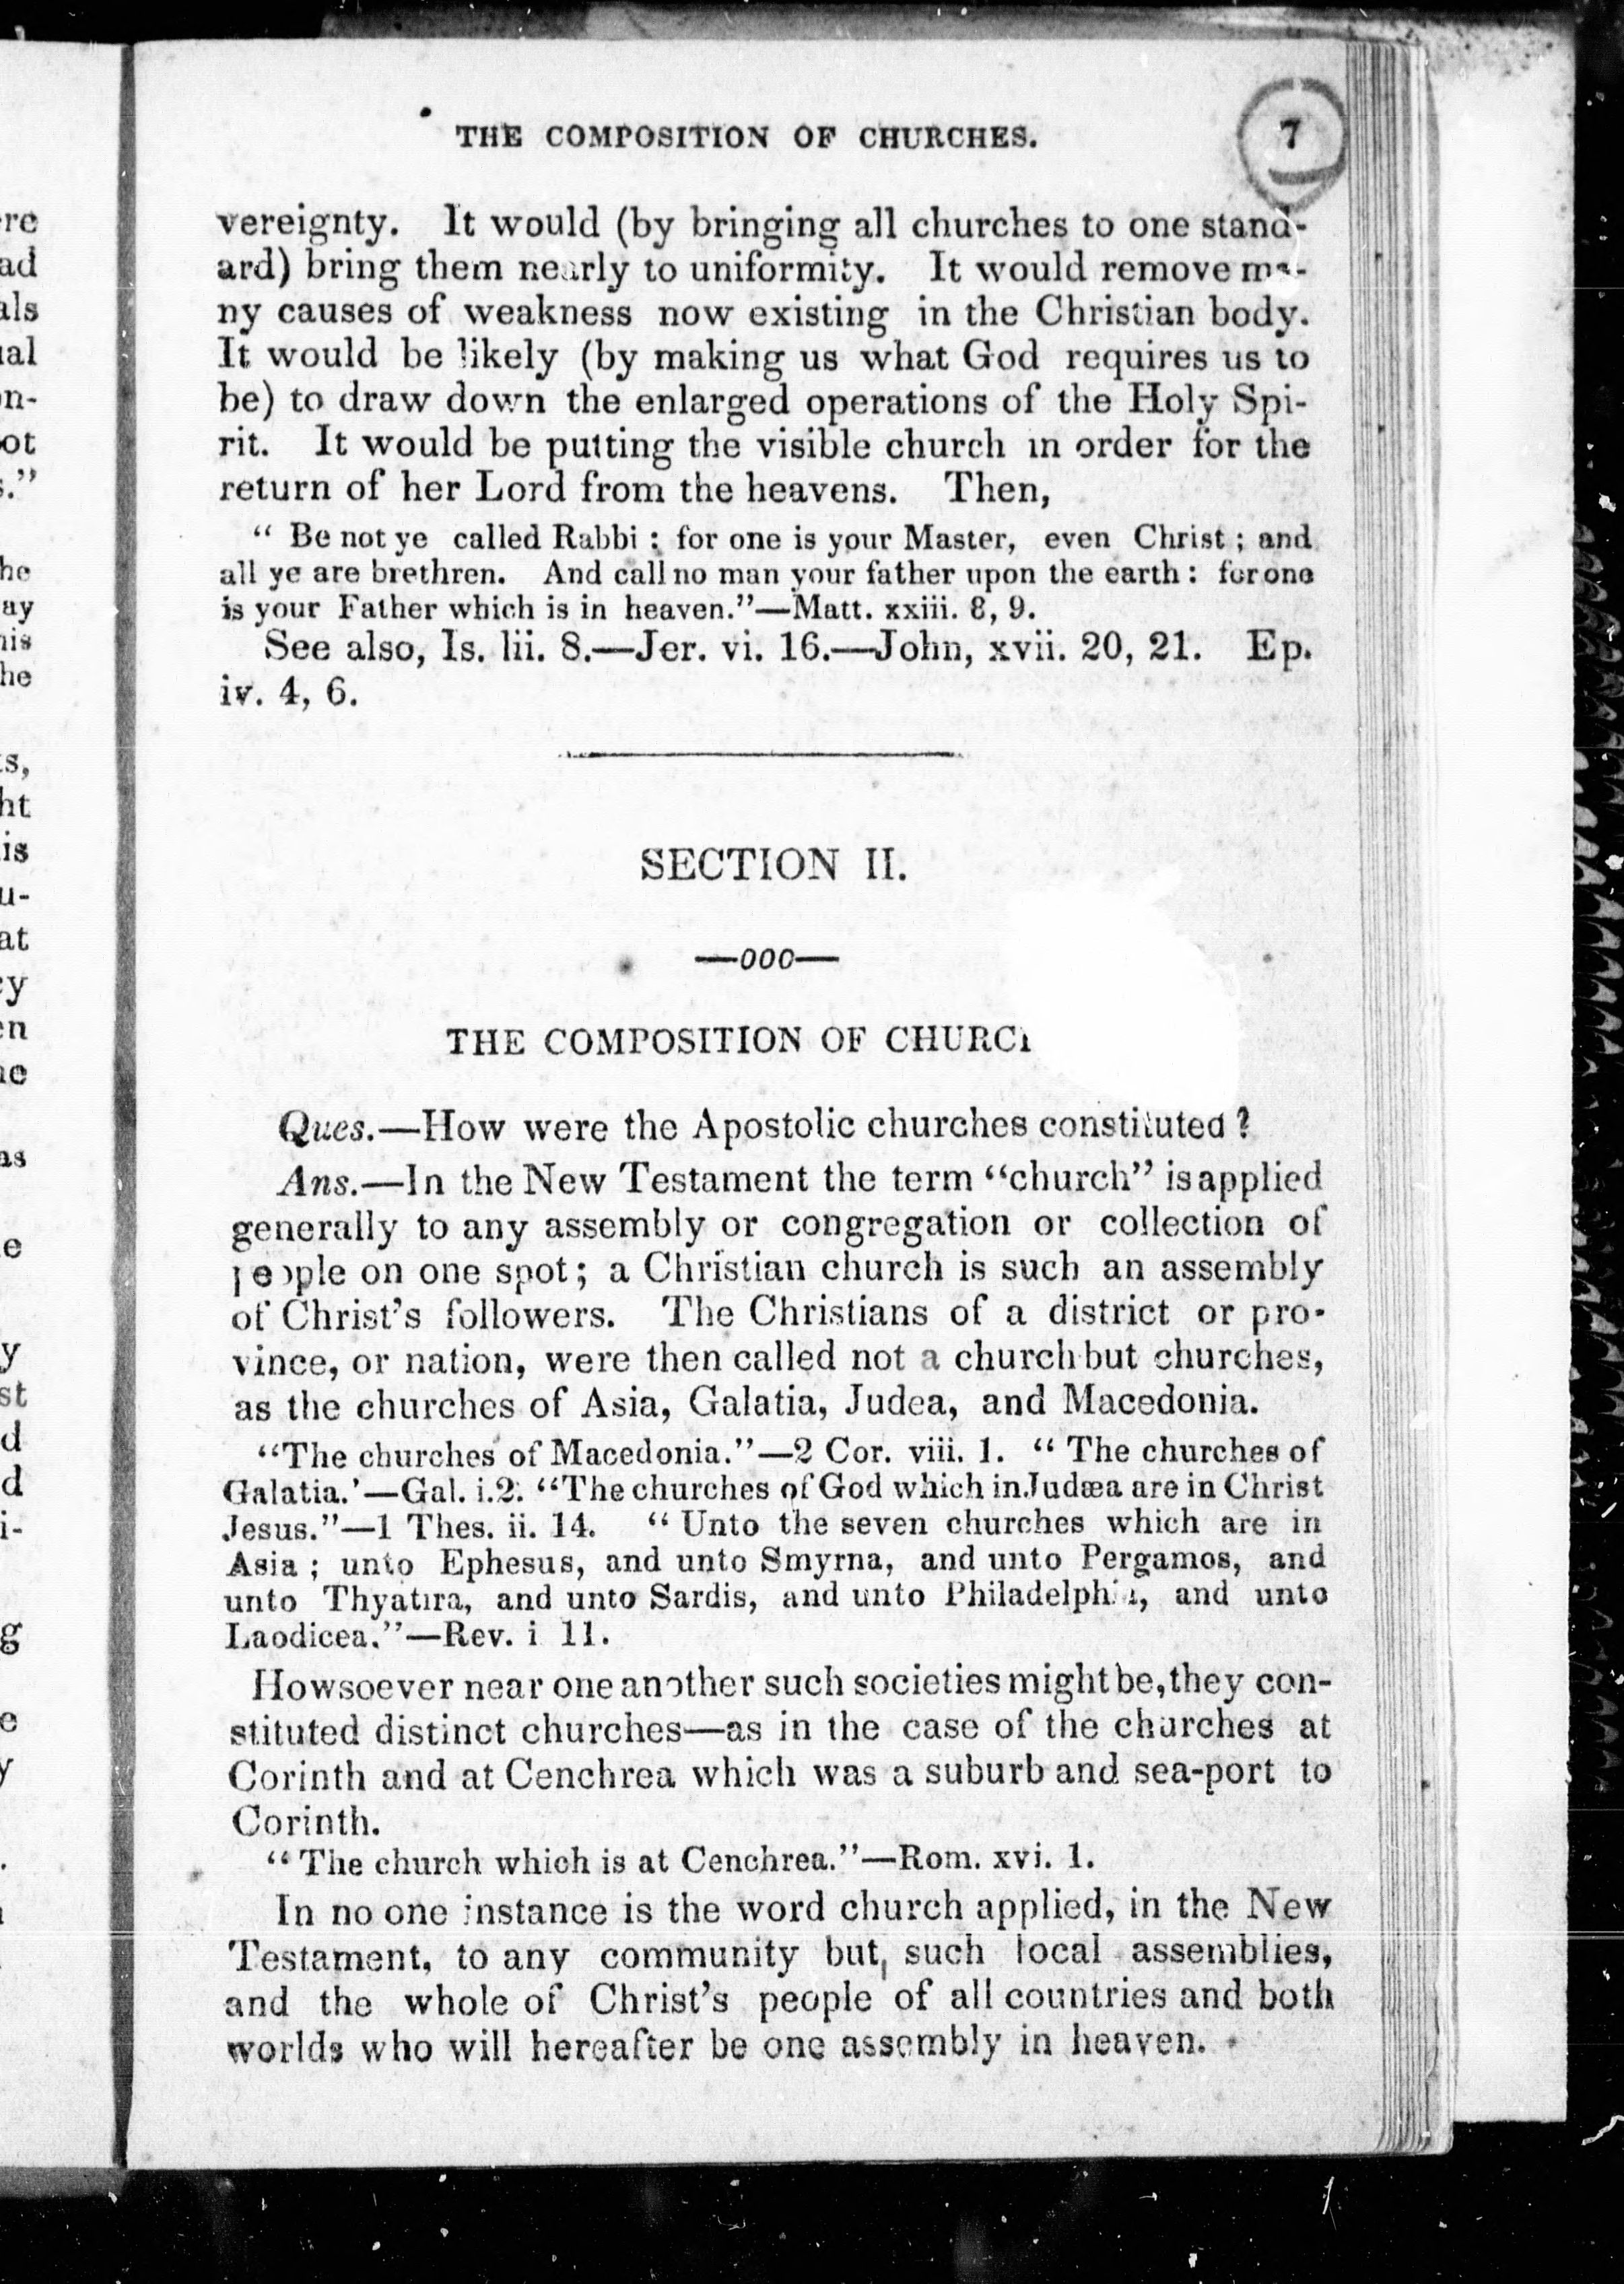 THE COMPOSITION OF CHURCHES. 7
vereignty. It would (by bringing all churches to one stand-
ard) bring them nearly to uniformity. It would remove ma-
ny causes of weakness now existing in the Christian body.
It would be likely (by making us what God requires us to
be) to draw down the enlarged operations of the Holy Spi-
rit. It would be putting the visible church in order for the
return of her Lord from the heavens. Then,
“ Be not ye called Rabbi : for one is your Master, even Christ ; and
all ye are brethren. And call no man your father upon the earth : for one
is your Father which is in heaven.”—Matt. xxiii. 8, 9.
See also, Is. lii. 8.—Jer. vi. 16.—John, xvii. 20, 21. Ep.
iv. 4, 6.
SECTION II.
—ooo—
THE COMPOSITION OF
Ques.—How were the Apostolic churches constituted ?
Ans.—In the New Testament the term “church” is applied
generally to any assembly or congregation or collection of
people on one spot; a Christian church is such an assembly
of Christ's followers. The Christians of a district or pro-
vince, or nation, were then called not a church but churches,
as the churches of Asia, Galatia, Judea, and Macedonia.
“The churches of Macedonia.”—2 Cor. viii. 1. “ The churches of
Galatia.'—Gal. i.2. “The churches of God which in Judæa are in Christ
Jesus.”—1 Thes. ii. 14. “ Unto the seven churches which are in
Asia ; unto Ephesus, and unto Smyrna, and unto Pergamos, and
unto Thyatira, and unto Sardis, and unto Philadelphia, and unto
Laodicea.”—Rev. i 11.
Howsoever near one another such societies might be, they con-
stituted distinct churches—as in the case of the churches at
Corinth and at Cenchrea which was a suburb and sea-port to
Corinth.
“ The church which is at Cenchrea.”—Rom. xvi. 1.
In no one instance is the word church applied, in the New
Testament, to any community but, such local assemblies,
and the whole of Christ's people of all countries and both
worlds who will hereafter be one assembly in heaven.